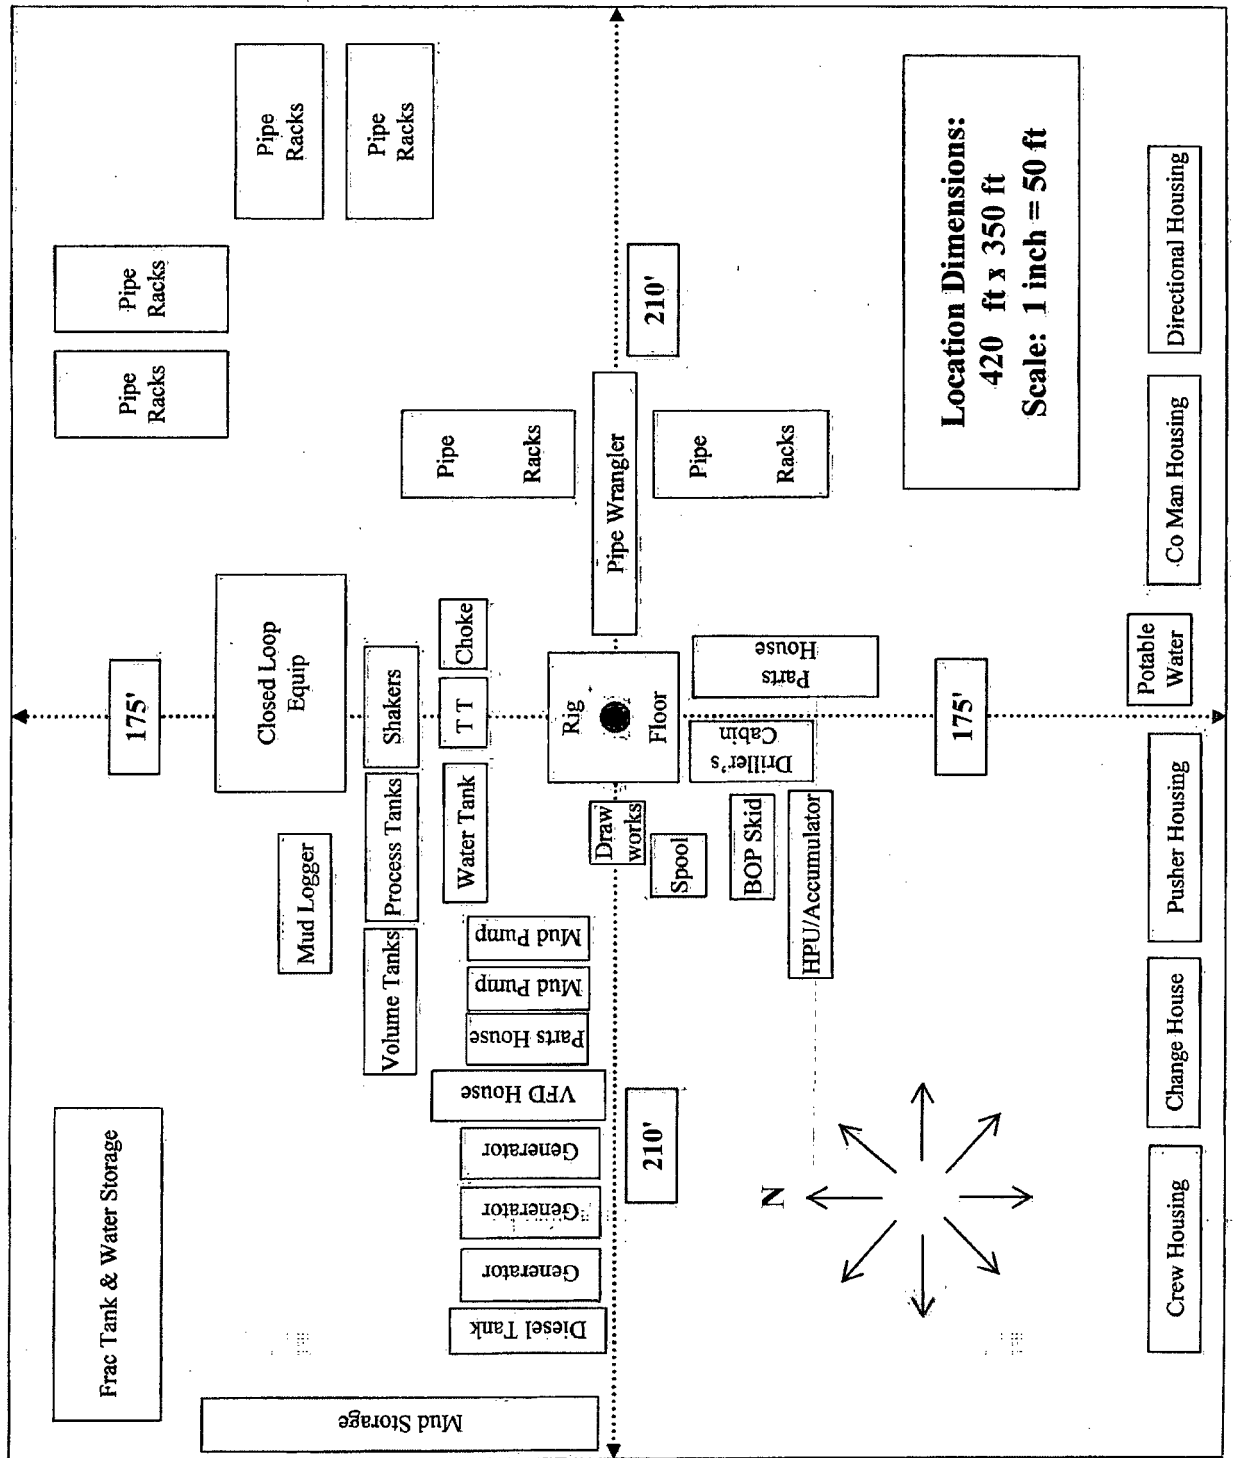 Frac Tank & Water Storage
Mud Storage
Diesel Tank
Generator
Generator
Generator
VFD House
Parts House
Mud Pump
Mud Pump
Volume Tanks
Process Tanks
Shakers
Mud Logger
Closed Loop
Equip
175'
Water Tank
T T
Choke
Pipe
Racks
Pipe
Racks
Pipe
Racks
Pipe
Racks
Pipe
Racks
Pipe Wrangler
210'
Pipe
Racks
Rig
Floor
Draw
works
Spool
BOP Skid
HPU/Accumulator
Driller's
Cabin
Parts
House
210'
N
175'
Location Dimensions:
420 ft x 350 ft
Scale: 1 inch = 50 ft
Crew Housing
Change House
Pusher Housing
Potable
Water
Co Man Housing
Directional Housing